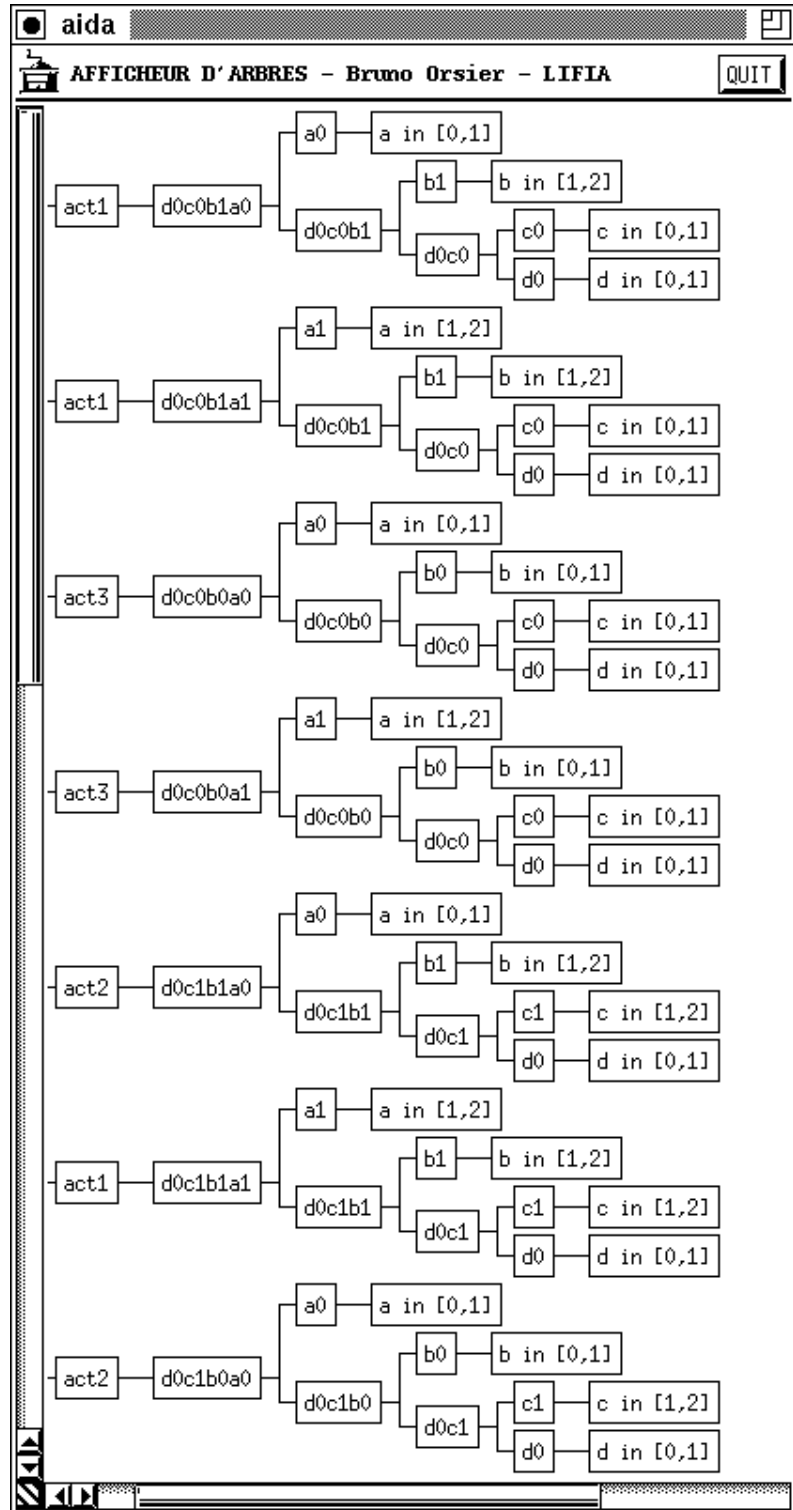 aida
AFFICHEUR D'ARBRES - Bruno Orsier - LIFIA QUIT
a0 a in [0,1]
b1 b in [1,2]
act1 d0c0b1a0
c0 c in [0,1]
d0c0b1
d0c0
d0 d in [0,1]
a1 a in [1,2]
b1 b in [1,2]
act1 d0c0b1a1
c0 c in [0,1]
d0c0b1
d0c0
d0 d in [0,1]
a0 a in [0,1]
b0 b in [0,1]
act3 d0c0b0a0
c0 c in [0,1]
d0c0b0
d0c0
d0 d in [0,1]
a1 a in [1,2]
b0 b in [0,1]
act3 d0c0b0a1
c0 c in [0,1]
d0c0b0
d0c0
d0 d in [0,1]
a0 a in [0,1]
b1 b in [1,2]
act2 d0c1b1a0
c1 c in [1,2]
d0c1b1
d0c1
d0 d in [0,1]
a1 a in [1,2]
b1 b in [1,2]
act1 d0c1b1a1
c1 c in [1,2]
d0c1b1
d0c1
d0 d in [0,1]
a0 a in [0,1]
b0 b in [0,1]
act2 d0c1b0a0
c1 c in [1,2]
d0c1b0
d0c1
d0 d in [0,1]